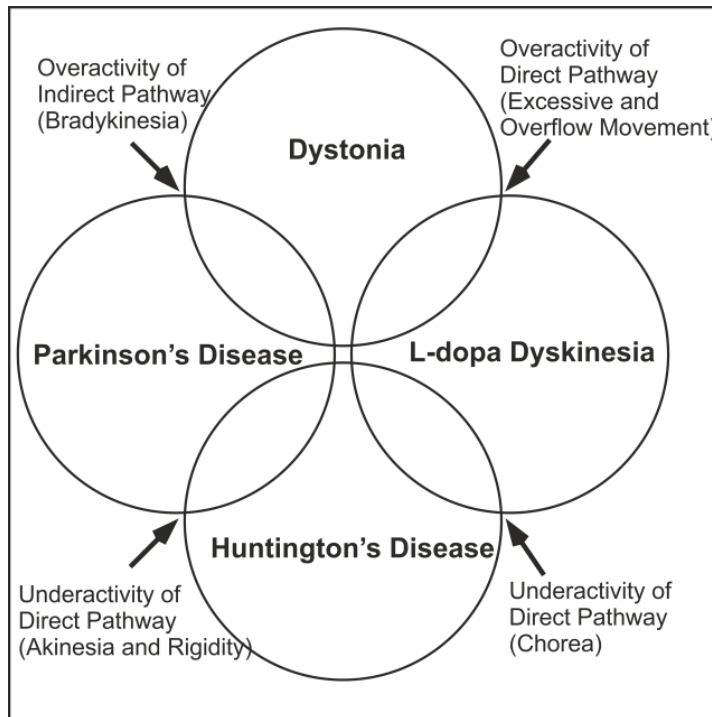 Overactivity of
Indirect Pathway
(Bradykinesia)
Overactivity of
Direct Pathway
(Excessive and
Overflow Movement)
Dystonia
Parkinson's Disease
L-dopa Dyskinesia
Huntington's Disease
Underactivity of
Direct Pathway
(Akinesia and Rigidity)
Underactivity of
Direct Pathway
(Chorea)